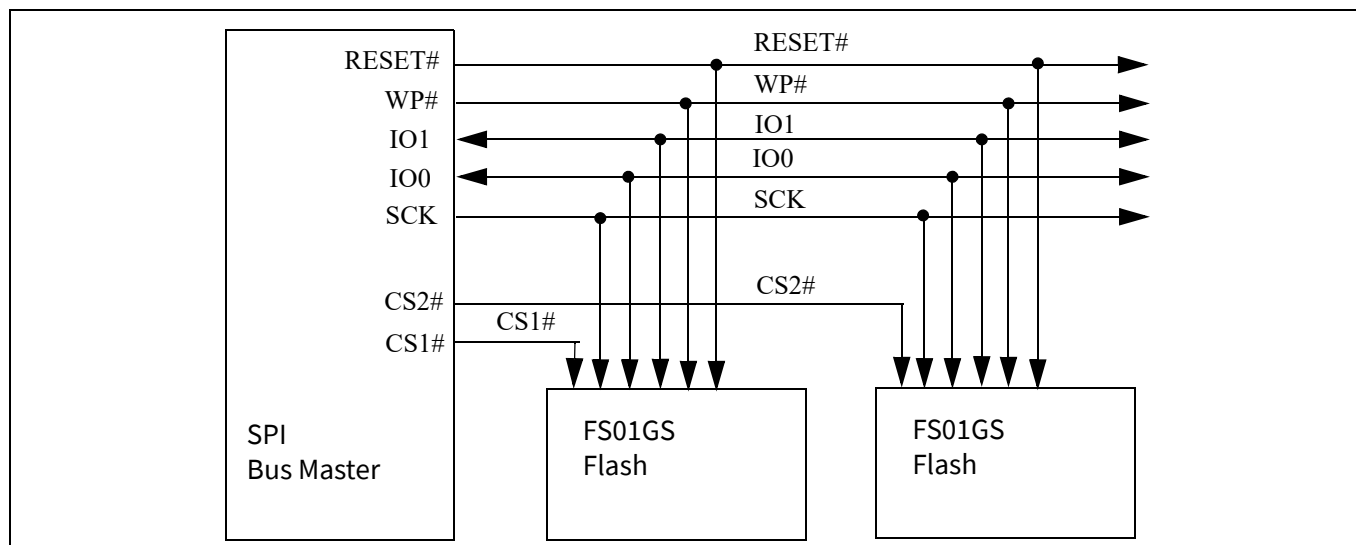 RESET#
RESET#
WP#
WP#
IO1
IO1
IO0
IO0
SCK
SCK
CS2#
CS2#
CS1#
CS1#
SPI
Bus Master
FS01GS
Flash
FS01GS
Flash